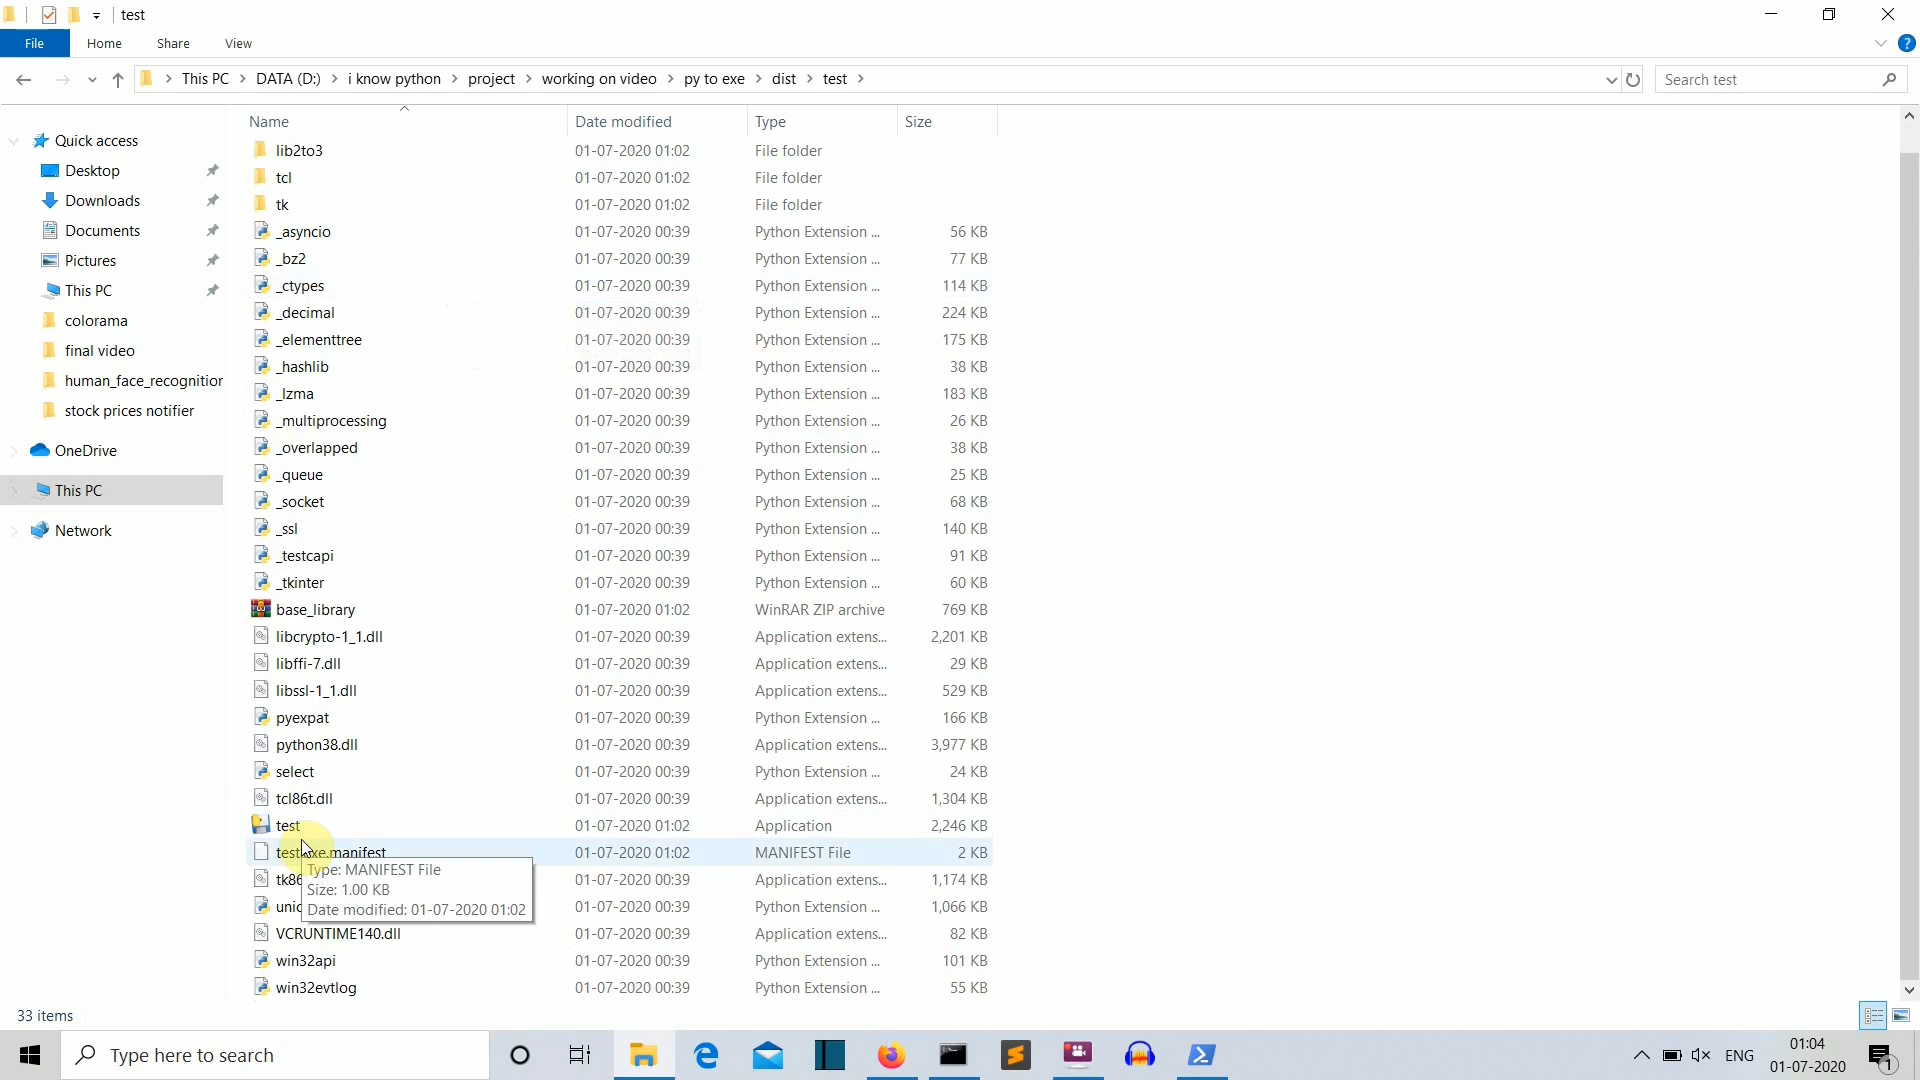 test
File Home Share View
This PC DATA (D:) i know python project working on video py to exe dist test
Search test
Name Date modified Type Size
Quick access
Desktop
Downloads
Documents
Pictures
This PC
colorama
final video
human_face_recognition
stock prices notifier
OneDrive
This PC
Network
lib2to3 01-07-2020 01:02 File folder
tcl 01-07-2020 01:02 File folder
tk 01-07-2020 01:02 File folder
_asyncio 01-07-2020 00:39 Python Extension ... 56 KB
_bz2 01-07-2020 00:39 Python Extension ... 77 KB
_ctypes 01-07-2020 00:39 Python Extension ... 114 KB
_decimal 01-07-2020 00:39 Python Extension ... 224 KB
_elementtree 01-07-2020 00:39 Python Extension ... 175 KB
_hashlib 01-07-2020 00:39 Python Extension ... 38 KB
_lzma 01-07-2020 00:39 Python Extension ... 183 KB
_multiprocessing 01-07-2020 00:39 Python Extension ... 26 KB
_overlapped 01-07-2020 00:39 Python Extension ... 38 KB
_queue 01-07-2020 00:39 Python Extension ... 25 KB
_socket 01-07-2020 00:39 Python Extension ... 68 KB
_ssl 01-07-2020 00:39 Python Extension ... 140 KB
_testcapi 01-07-2020 00:39 Python Extension ... 91 KB
_tkinter 01-07-2020 00:39 Python Extension ... 60 KB
base_library 01-07-2020 01:02 WinRAR ZIP archive 769 KB
libcrypto-1_1.dll 01-07-2020 00:39 Application extens... 2,201 KB
libffi-7.dll 01-07-2020 00:39 Application extens... 29 KB
libssl-1_1.dll 01-07-2020 00:39 Application extens... 529 KB
pyexpat 01-07-2020 00:39 Python Extension ... 166 KB
python38.dll 01-07-2020 00:39 Application extens... 3,977 KB
select 01-07-2020 00:39 Python Extension ... 24 KB
tcl86t.dll 01-07-2020 00:39 Application extens... 1,304 KB
test 01-07-2020 01:02 Application 2,246 KB
test.exe.manifest 01-07-2020 01:02 MANIFEST File 2 KB
Type: MANIFEST File
Size: 1.00 KB
Date modified: 01-07-2020 01:02
tk86 01-07-2020 00:39 Application extens... 1,174 KB
unic 01-07-2020 00:39 Python Extension ... 1,066 KB
VCRUNTIME140.dll 01-07-2020 00:39 Application extens... 82 KB
win32api 01-07-2020 00:39 Python Extension ... 101 KB
win32evtlog 01-07-2020 00:39 Python Extension ... 55 KB
33 items
Type here to search
ENG
01:04
01-07-2020
1